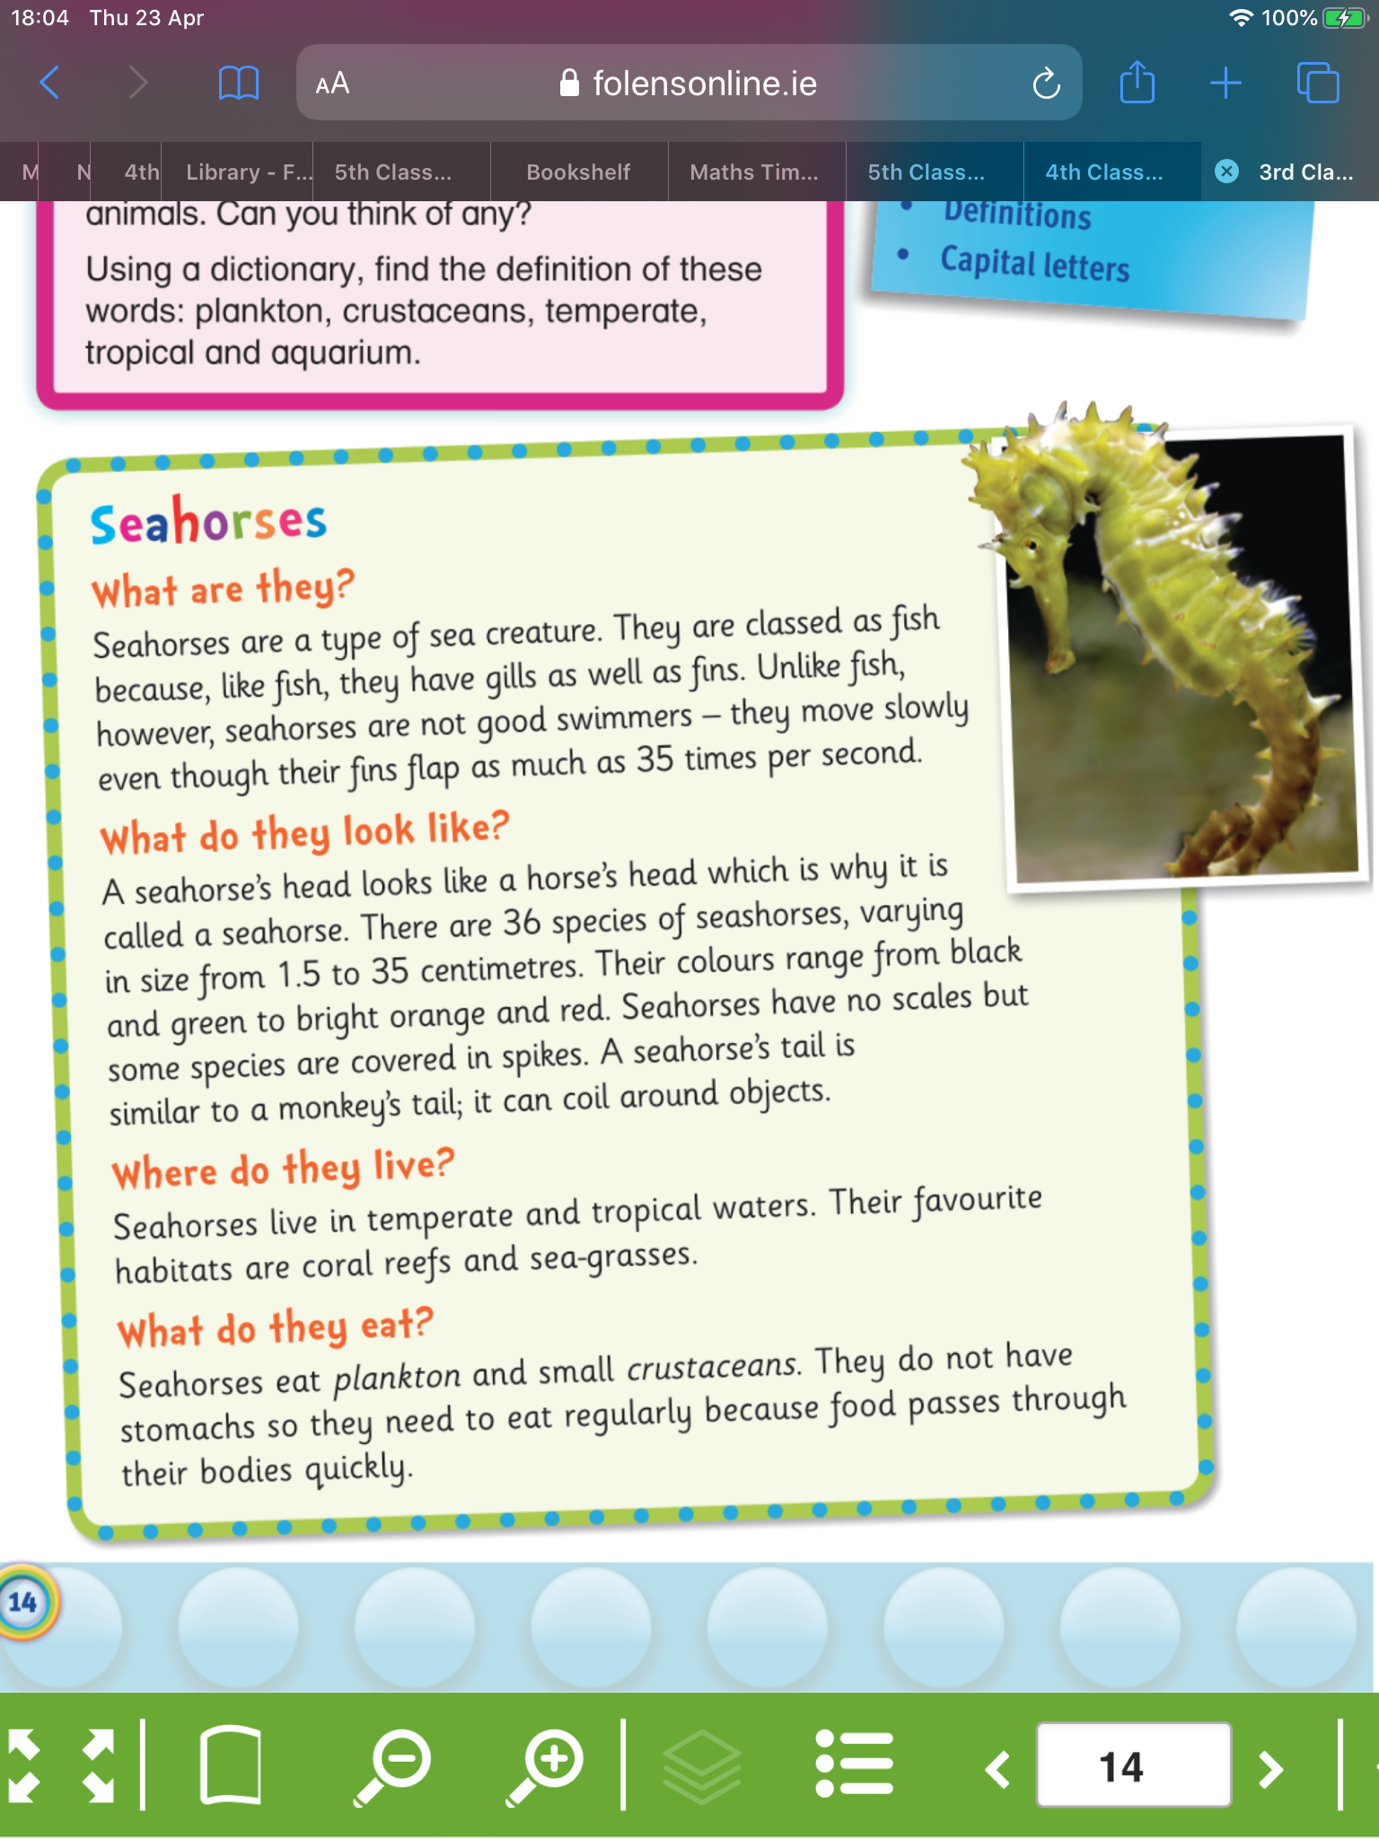 18:04 Thu 23 Apr
100%
AA folensonline.ie
M N 4th Library - F... 5th Class... Bookshelf Maths Tim... 5th Class... 4th Class... 3rd Cla...
animals. Can you think of any?
Using a dictionary, find the definition of these
words: plankton, crustaceans, temperate,
tropical and aquarium.
• Definitions
• Capital letters
Seahorses
What are they?
Seahorses are a type of sea creature. They are classed as fish
because, like fish, they have gills as well as fins. Unlike fish,
however, seahorses are not good swimmers – they move slowly
even though their fins flap as much as 35 times per second.
What do they look like?
A seahorse's head looks like a horse's head which is why it is
called a seahorse. There are 36 species of seashorses, varying
in size from 1.5 to 35 centimetres. Their colours range from black
and green to bright orange and red. Seahorses have no scales but
some species are covered in spikes. A seahorse's tail is
similar to a monkey's tail; it can coil around objects.
Where do they live?
Seahorses live in temperate and tropical waters. Their favourite
habitats are coral reefs and sea-grasses.
What do they eat?
Seahorses eat plankton and small crustaceans. They do not have
stomachs so they need to eat regularly because food passes through
their bodies quickly.
14
14